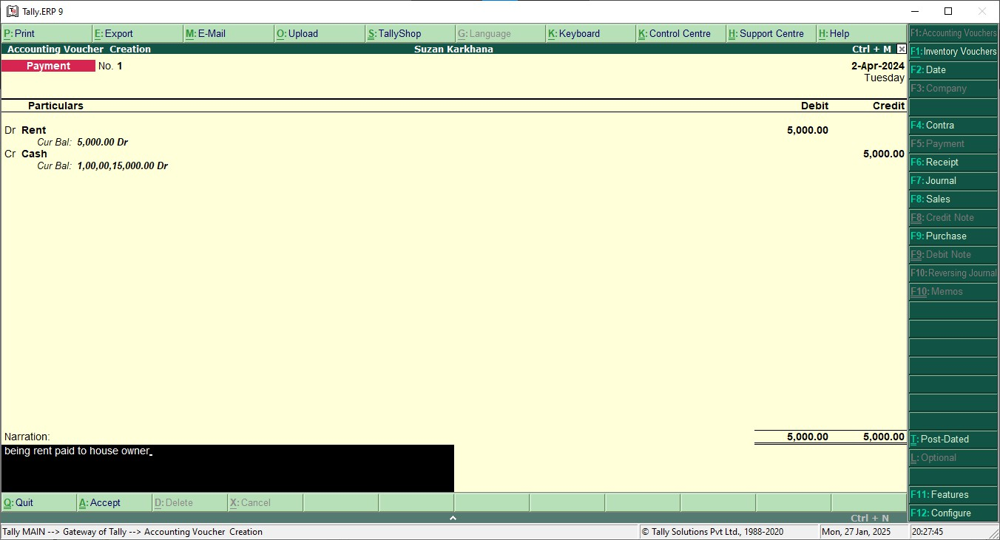 Tally.ERP 9
P: Print E: Export M: E-Mail O: Upload S: TallyShop G: Language K: Keyboard K: Control Centre H: Support Centre H: Help
Accounting Voucher Creation Suzan Karkhana Ctrl + M
Payment No. 1 2-Apr-2024
Tuesday
Particulars Debit Credit
Dr Rent 5,000.00
Cur Bal: 5,000.00 Dr
Cr Cash 5,000.00
Cur Bal: 1,00,00,15,000.00 Dr
Narration: 5,000.00 5,000.00
being rent paid to house owner
Q: Quit A: Accept D: Delete X: Cancel
Ctrl + N
Tally MAIN --> Gateway of Tally --> Accounting Voucher Creation © Tally Solutions Pvt Ltd., 1988-2020 Mon, 27 Jan, 2025 20:27:45
F1: Accounting Vouchers
F1: Inventory Vouchers
F2: Date
F3: Company
F4: Contra
F5: Payment
F6: Receipt
F7: Journal
F8: Sales
F8: Credit Note
F9: Purchase
F9: Debit Note
F10: Reversing Journal
F10: Memos
T: Post-Dated
L: Optional
F11: Features
F12: Configure